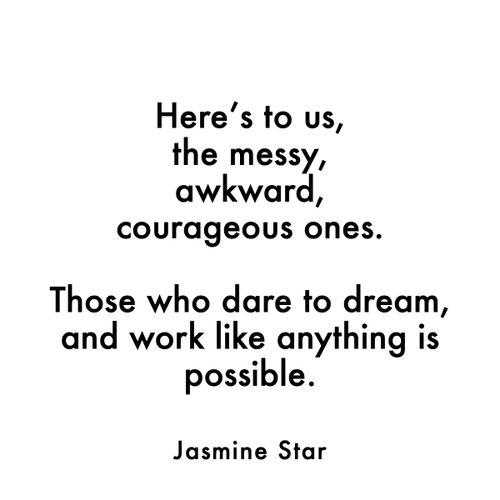 Here's to us,
the messy,
awkward,
courageous ones.
Those who dare to dream,
and work like anything is
possible.
Jasmine Star